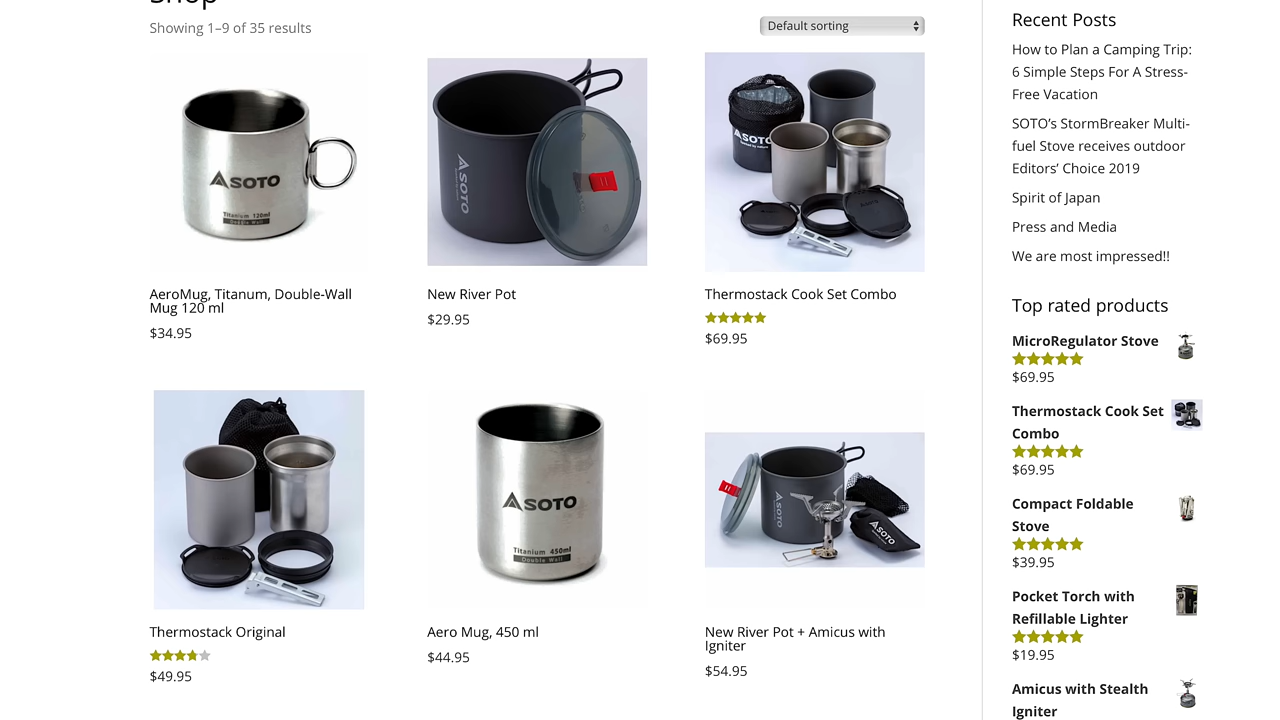 Shop
Showing 1–9 of 35 results
Default sorting
SOTO
Titanium 120ml
Double Wall
AeroMug, Titanum, Double-Wall
Mug 120 ml
$34.95
SOTO
New River Pot
$29.95
SOTO
Thermostack Cook Set Combo
$69.95
Thermostack Original
$49.95
SOTO
Titanium 450ml
Double Wall
Aero Mug, 450 ml
$44.95
SOTO
SOTO
New River Pot + Amicus with
Igniter
$54.95
Recent Posts
How to Plan a Camping Trip:
6 Simple Steps For A Stress-
Free Vacation
SOTO’s StormBreaker Multi-
fuel Stove receives outdoor
Editors’ Choice 2019
Spirit of Japan
Press and Media
We are most impressed!!
Top rated products
MicroRegulator Stove
$69.95
Thermostack Cook Set
Combo
$69.95
Compact Foldable
Stove
$39.95
Pocket Torch with
Refillable Lighter
$19.95
Amicus with Stealth
Igniter